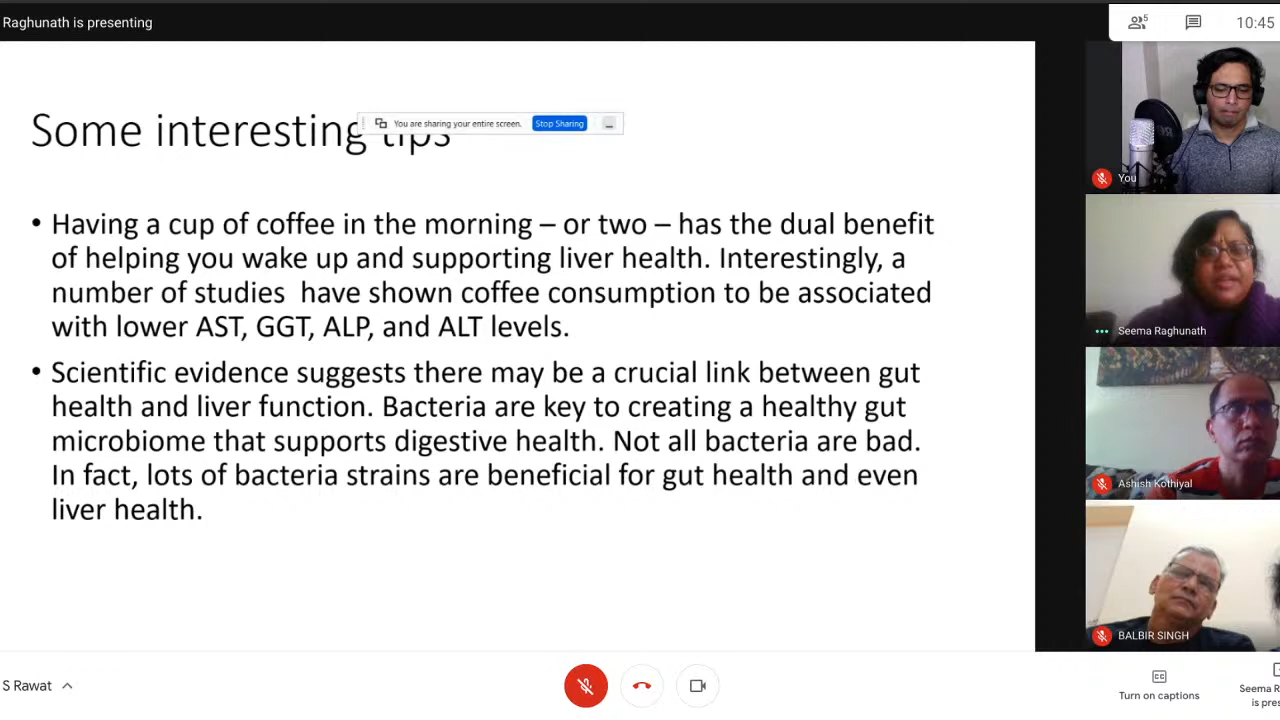 Raghunath is presenting
5
10:45
Some interesting tips
You are sharing your entire screen.
Stop Sharing
• Having a cup of coffee in the morning – or two – has the dual benefit
of helping you wake up and supporting liver health. Interestingly, a
number of studies have shown coffee consumption to be associated
with lower AST, GGT, ALP, and ALT levels.
• Scientific evidence suggests there may be a crucial link between gut
health and liver function. Bacteria are key to creating a healthy gut
microbiome that supports digestive health. Not all bacteria are bad.
In fact, lots of bacteria strains are beneficial for gut health and even
liver health.
You
Seema Raghunath
Ashish Kothiyal
BALBIR SINGH
S Rawat
Turn on captions
Seema R
is pres